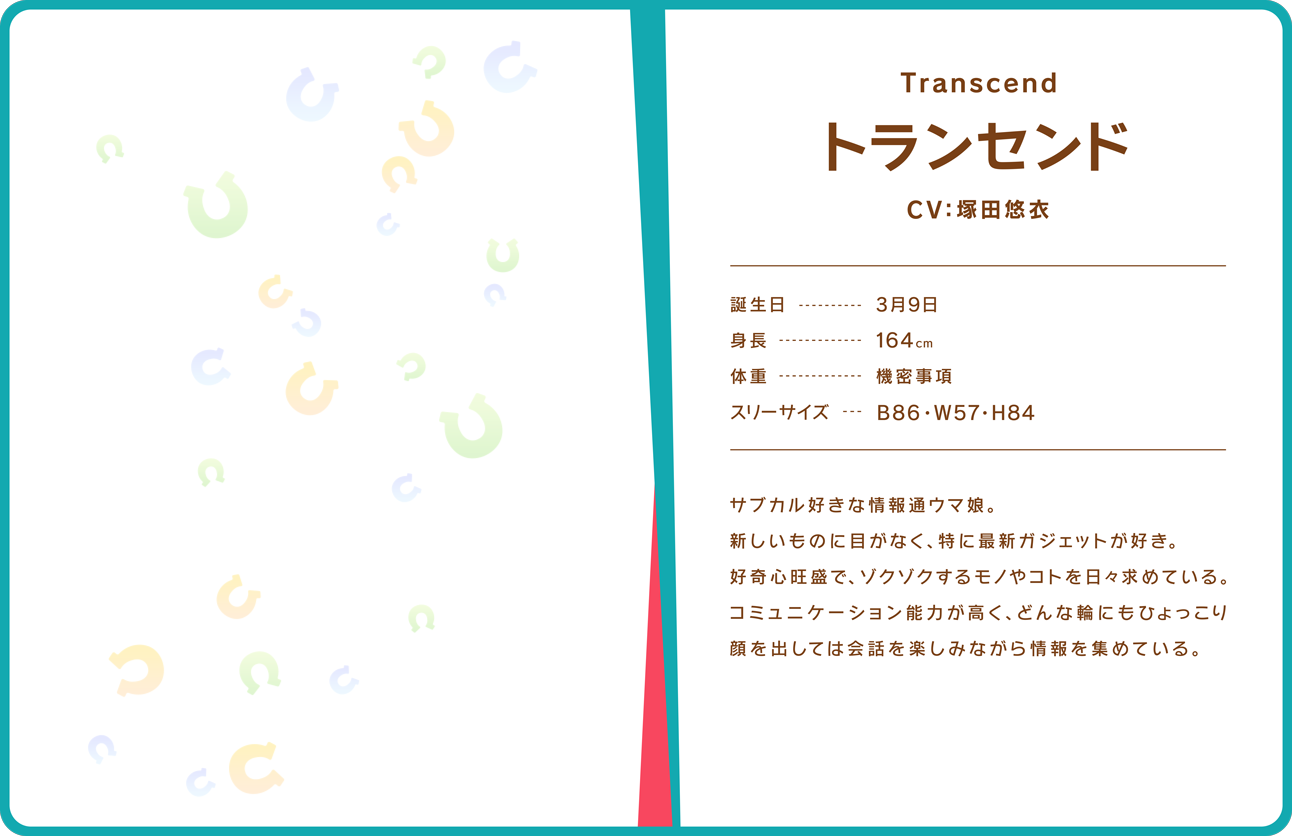 Transcend
トランセンド
CV：塚田悠衣
誕生日 ---------- 3月9日
身長 ------------- 164cm
体重 ------------- 機密事項
スリーサイズ --- B86・W57・H84
サブカル好きな情報通ウマ娘。
新しいものに目がなく、特に最新ガジェットが好き。
好奇心旺盛で、ゾクゾクするモノやコトを日々求めている。
コミュニケーション能力が高く、どんな輪にもひょっこり
顔を出しては会話を楽しみながら情報を集めている。